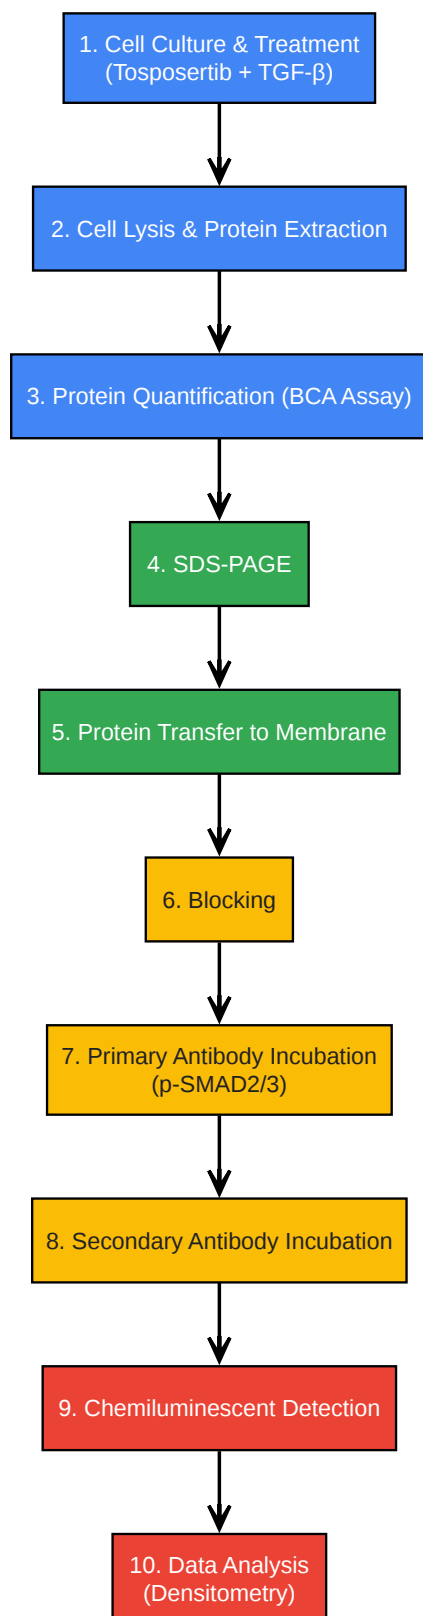 1. Cell Culture & Treatment
(Tosposertib + TGF-β)
2. Cell Lysis & Protein Extraction
3. Protein Quantification (BCA Assay)
4. SDS-PAGE
5. Protein Transfer to Membrane
6. Blocking
7. Primary Antibody Incubation
(p-SMAD2/3)
8. Secondary Antibody Incubation
9. Chemiluminescent Detection
10. Data Analysis
(Densitometry)